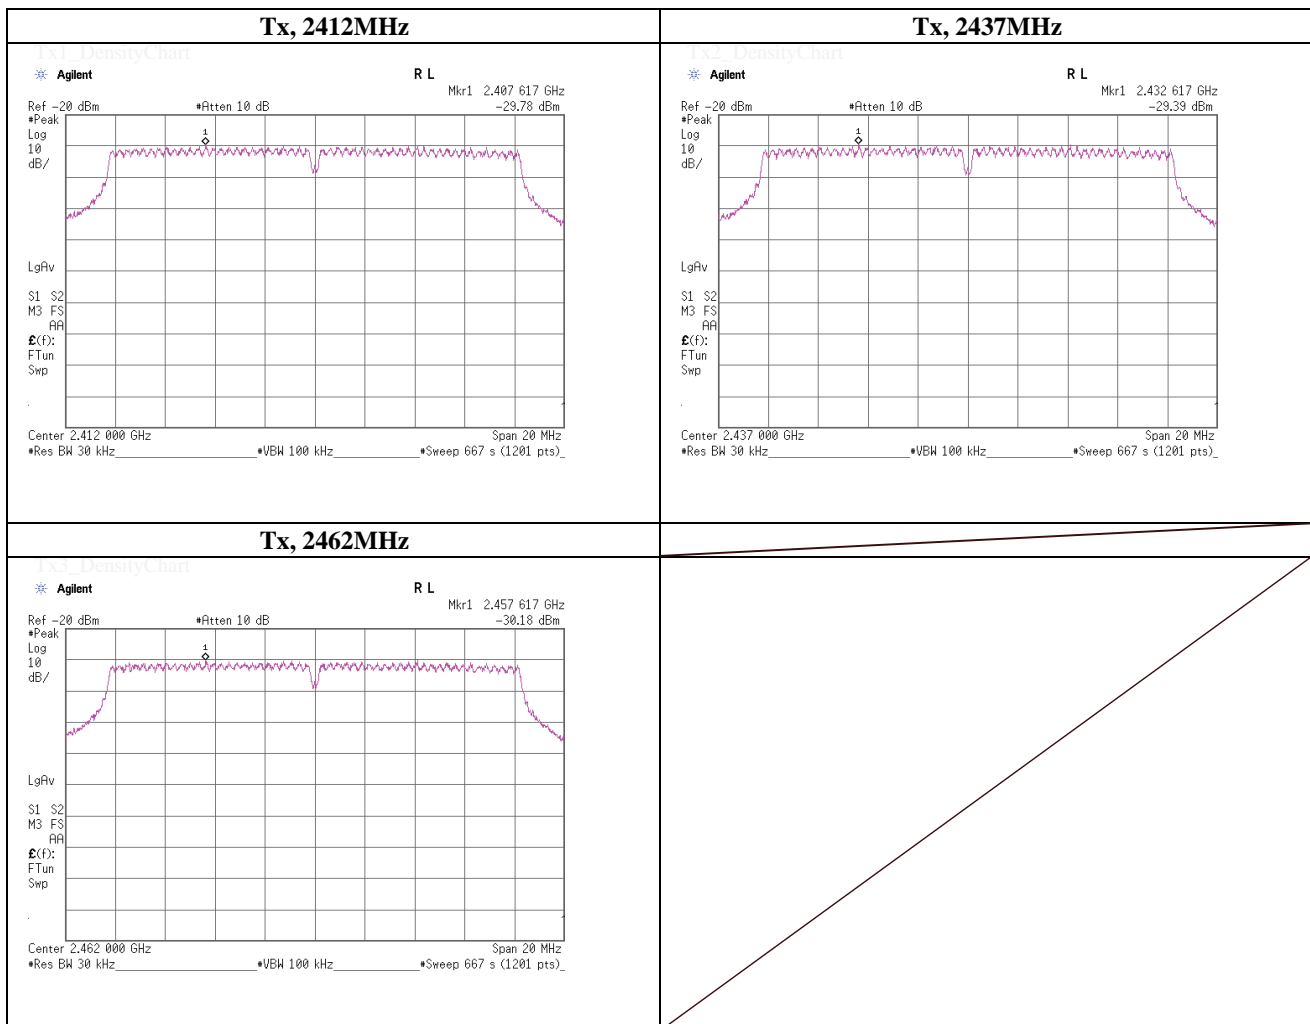 Tx, 2412MHz
Tx1_DensityChart
Agilent
R L
Mkr1 2.407 617 GHz
Ref -20 dBm #Atten 10 dB -29.78 dBm
#Peak
Log
10
dB/
1
LgAv
S1 S2
M3 FS
AA
£(f):
FTun
Swp
Center 2.412 000 GHz Span 20 MHz
#Res BW 30 kHz #VBW 100 kHz #Sweep 667 s (1201 pts)
Tx, 2437MHz
Tx2_DensityChart
Agilent
R L
Mkr1 2.432 617 GHz
Ref -20 dBm #Atten 10 dB -29.39 dBm
#Peak
Log
10
dB/
1
LgAv
S1 S2
M3 FS
AA
£(f):
FTun
Swp
Center 2.437 000 GHz Span 20 MHz
#Res BW 30 kHz #VBW 100 kHz #Sweep 667 s (1201 pts)
Tx, 2462MHz
Tx3_DensityChart
Agilent
R L
Mkr1 2.457 617 GHz
Ref -20 dBm #Atten 10 dB -30.18 dBm
#Peak
Log
10
dB/
1
LgAv
S1 S2
M3 FS
AA
£(f):
FTun
Swp
Center 2.462 000 GHz Span 20 MHz
#Res BW 30 kHz #VBW 100 kHz #Sweep 667 s (1201 pts)